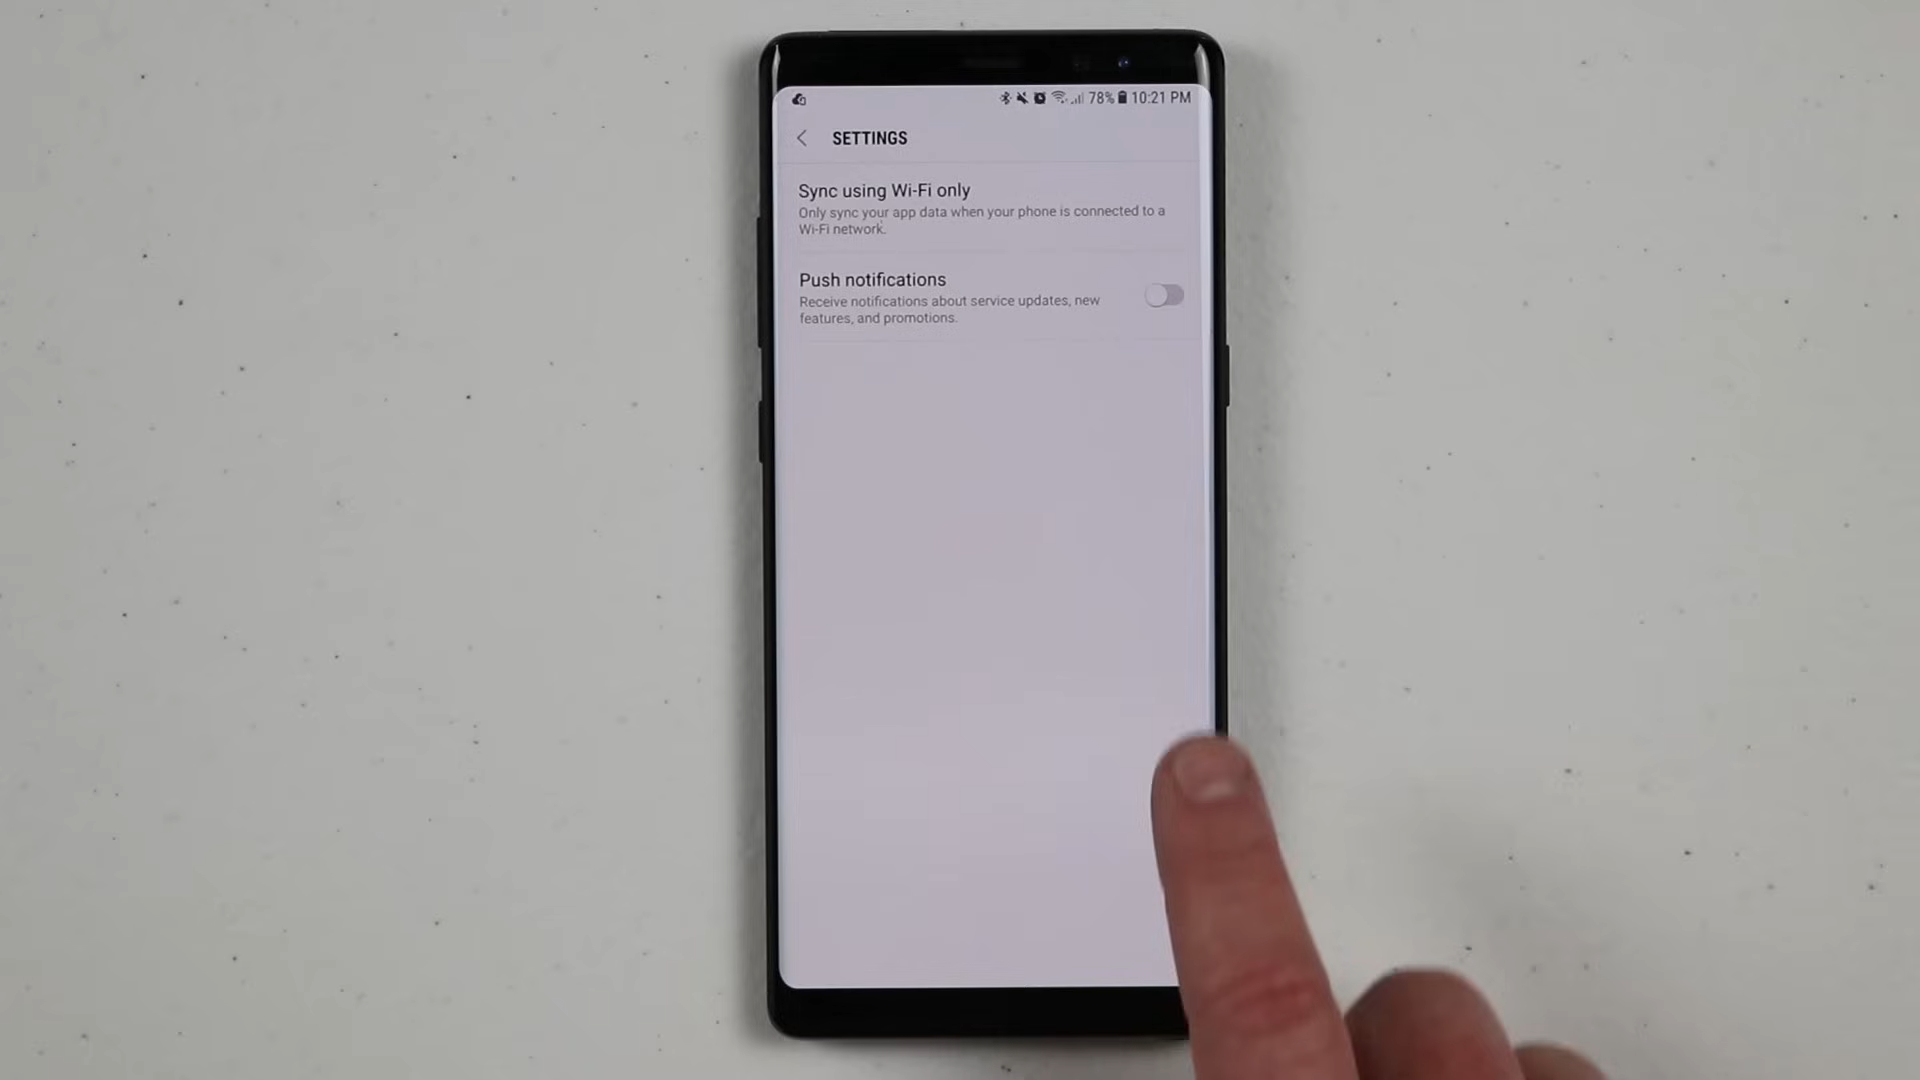 78% 10:21 PM
SETTINGS
Sync using Wi-Fi only
Only sync your app data when your phone is connected to a
Wi-Fi network.
Push notifications
Receive notifications about service updates, new
features, and promotions.